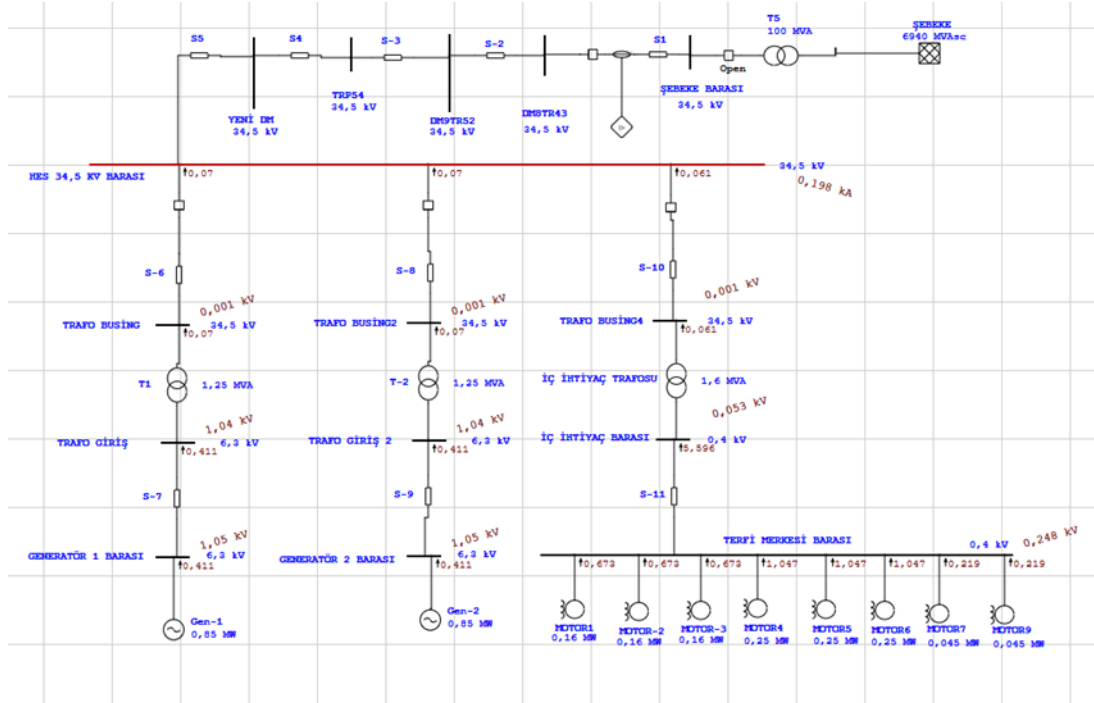 T5
100 MVA
ŞEBEKE
6940 MVAsc
S5
S4
S-3
S-2
S1
Open
YENİ DM
34,5 kV
TRP54
34,5 kV
DM9TR52
34,5 kV
DM8TR43
34,5 kV
ŞEBEKE BARASI
34,5 kV
HES 34,5 KV BARASI
0,07
0,07
0,061
34,5 kV
0,198 kA
S-6
S-8
S-10
0,001 kV
0,001 kV
0,001 kV
TRAFO BUSİNG
34,5 kV
0,07
TRAFO BUSİNG2
34,5 kV
0,07
TRAFO BUSİNG4
34,5 kV
0,061
T1
1,25 MVA
T-2
1,25 MVA
İÇ İHTİYAÇ TRAFOSU
1,6 MVA
1,04 kV
1,04 kV
0,053 kV
TRAFO GİRİŞ
6,3 kV
0,411
TRAFO GİRİŞ 2
6,3 kV
0,411
İÇ İHTİYAÇ BARASI
0,4 kV
5,596
S-7
S-9
S-11
1,05 kV
1,05 kV
0,248 kV
GENERATÖR 1 BARASI
6,3 kV
0,411
GENERATÖR 2 BARASI
6,3 kV
0,411
TERFİ MERKEZİ BARASI
0,4 kV
0,673
0,673
0,673
1,047
1,047
1,047
0,219
0,219
Gen-1
0,85 MW
Gen-2
0,85 MW
MOTOR1
0,16 MW
MOTOR-2
0,16 MW
MOTOR-3
0,16 MW
MOTOR4
0,25 MW
MOTOR5
0,25 MW
MOTOR6
0,25 MW
MOTOR7
0,045 MW
MOTOR9
0,045 MW